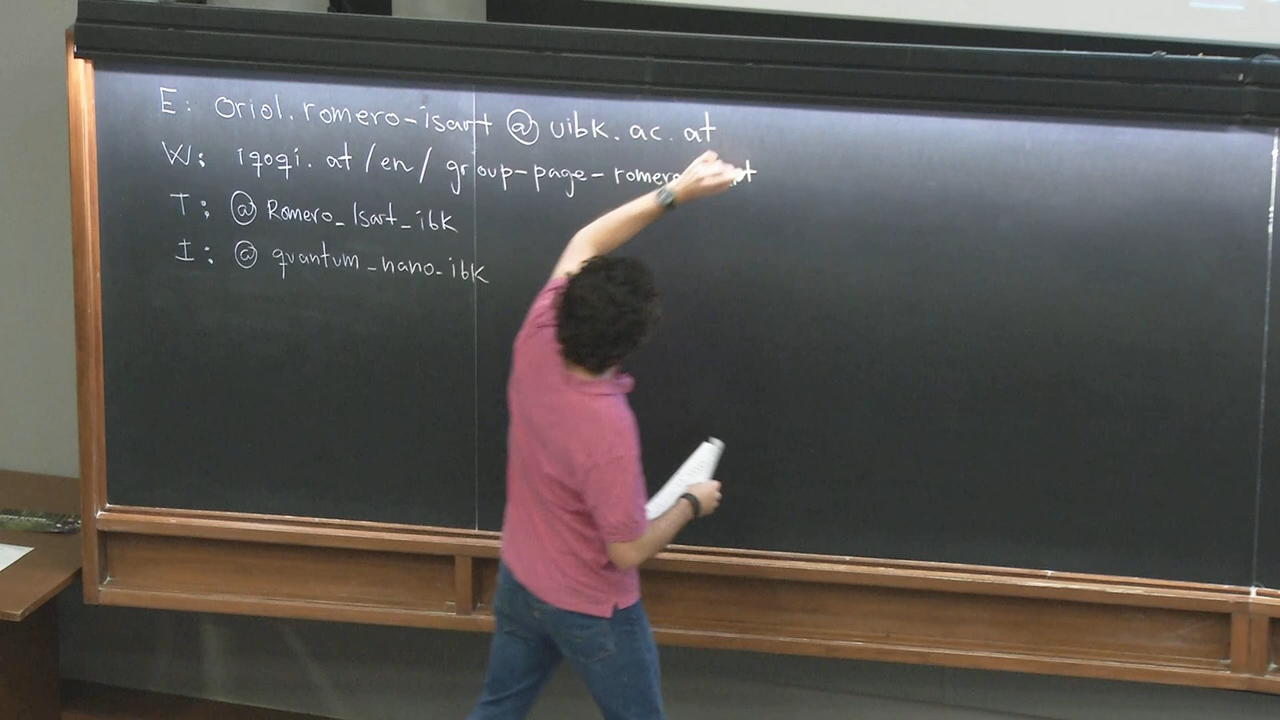 E: oriol.romero-isart @ uibk.ac.at
W: iqoqi.at/en/group-page-romero
T: @ Romero_Isart_ibk
I: @ quantum_nano_ibk